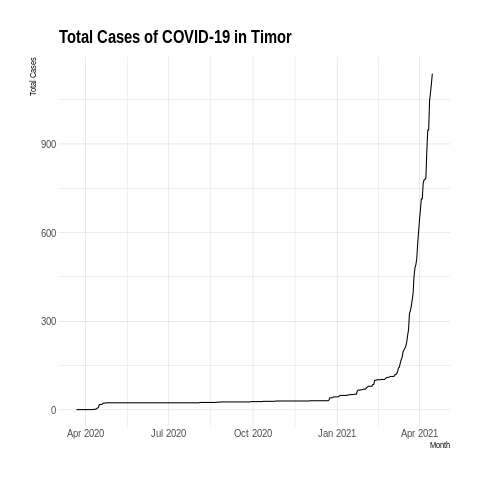 Total Cases of COVID-19 in Timor
Total Cases
900
600
300
0
Apr 2020 Jul 2020 Oct 2020 Jan 2021 Apr 2021
Month